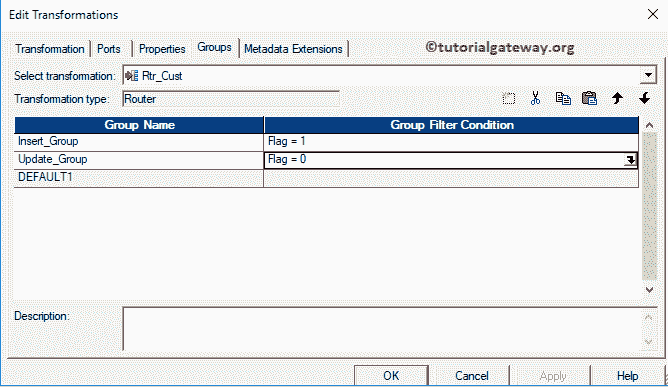 Edit Transformations
Transformation Ports Properties Groups Metadata Extensions
©tutorialgateway.org
Select transformation: Rtr_Cust
Transformation type: Router
Group Name Group Filter Condition
Insert_Group Flag = 1
Update_Group Flag = 0
DEFAULT1
Description:
OK Cancel Apply Help